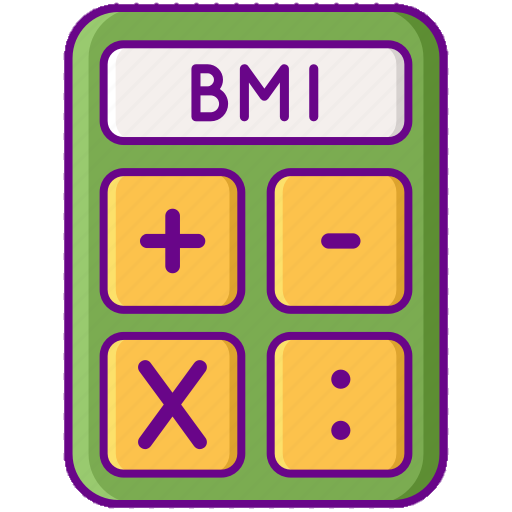 BMI
+ -
X :